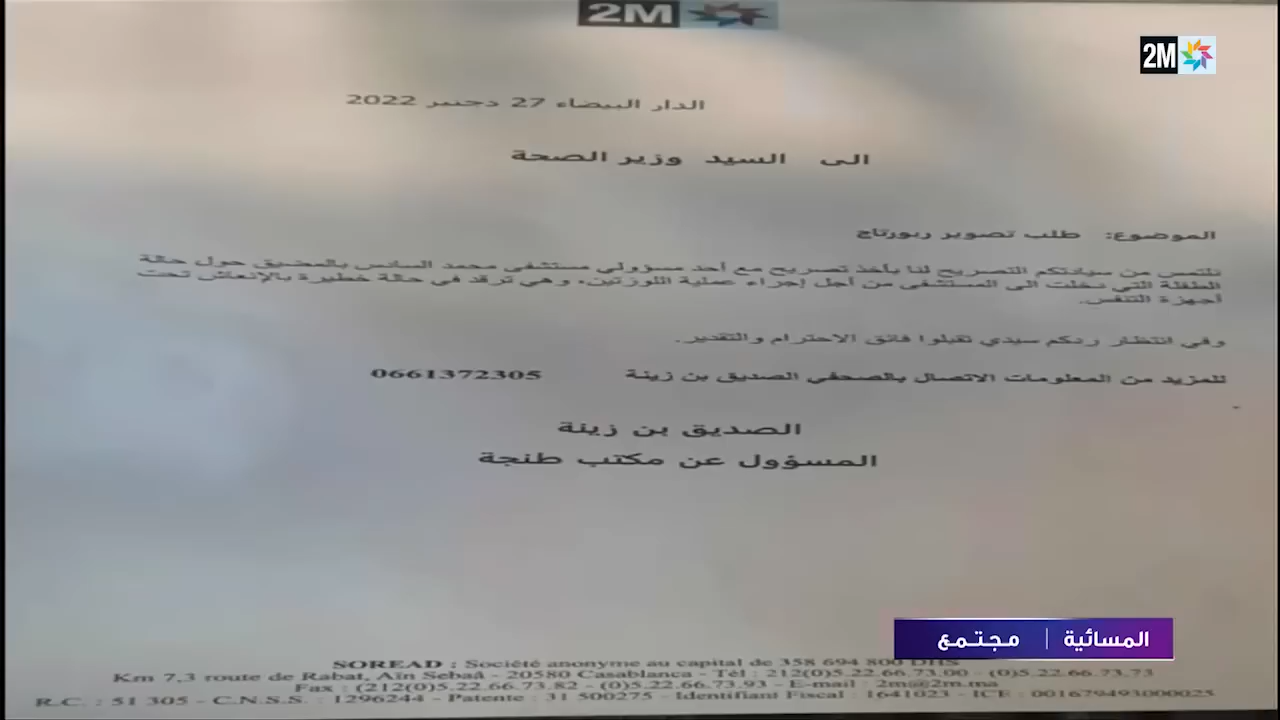 2M
2M
الدار البيضاء 27 دجنبر 2022
الى السيد وزير الصحة
الموضوع: طلب تصوير ربورتاج
نلتمس من سيادتكم التصريح لنا بأخذ تصريح مع أحد مسؤولي مستشفى محمد السادس بالمضيق حول حالة
الطفلة التي دخلت الى المستشفى من أجل إجراء عملية اللوزتين، وهي ترقد في حالة خطيرة بالإنعاش تحت
أجهزة التنفس.
وفي انتظار ردكم سيدي تقبلوا فائق الاحترام والتقدير.
للمزيد من المعلومات الاتصال بالصحفي الصديق بن زينة 0661372305
الصديق بن زينة
المسؤول عن مكتب طنجة
المسائية | مجتمع
SOREAD : Société anonyme au capital de 358 694 800 DHS
Km 7,3 route de Rabat, Aïn Sebaâ - 20580 Casablanca - Tél : 212(0)5.22.66.73.00 - (0)5.22.66.73.73
Fax : (212(0)5.22.66.73.82 - (0)5.22.66.73.93 - E-mail : 2m@2m.ma
R.C. : 51 305 - C.N.S.S. : 1296244 - Patente : 31 500275 - Identifiant Fiscal : 1641023 - ICE : 001679493000025